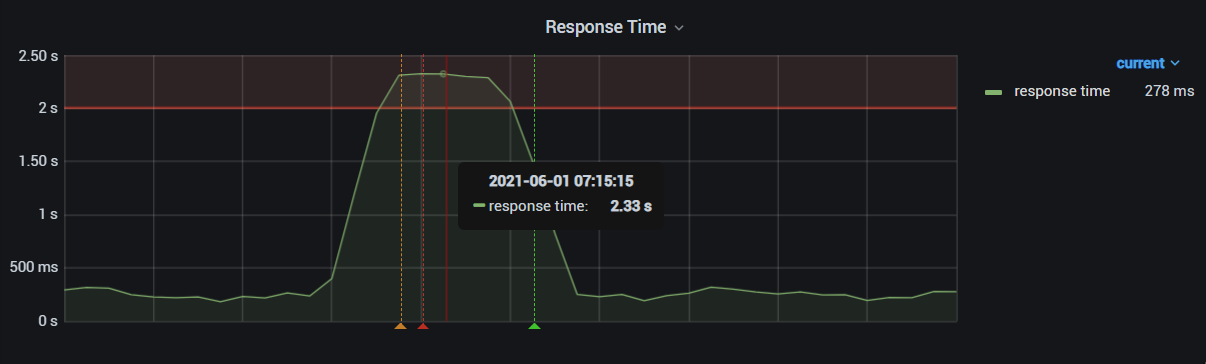 Response Time
2.50 s
2 s
1.50 s
1 s
500 ms
0 s
2021-06-01 07:15:15
response time: 2.33 s
current
response time 278 ms